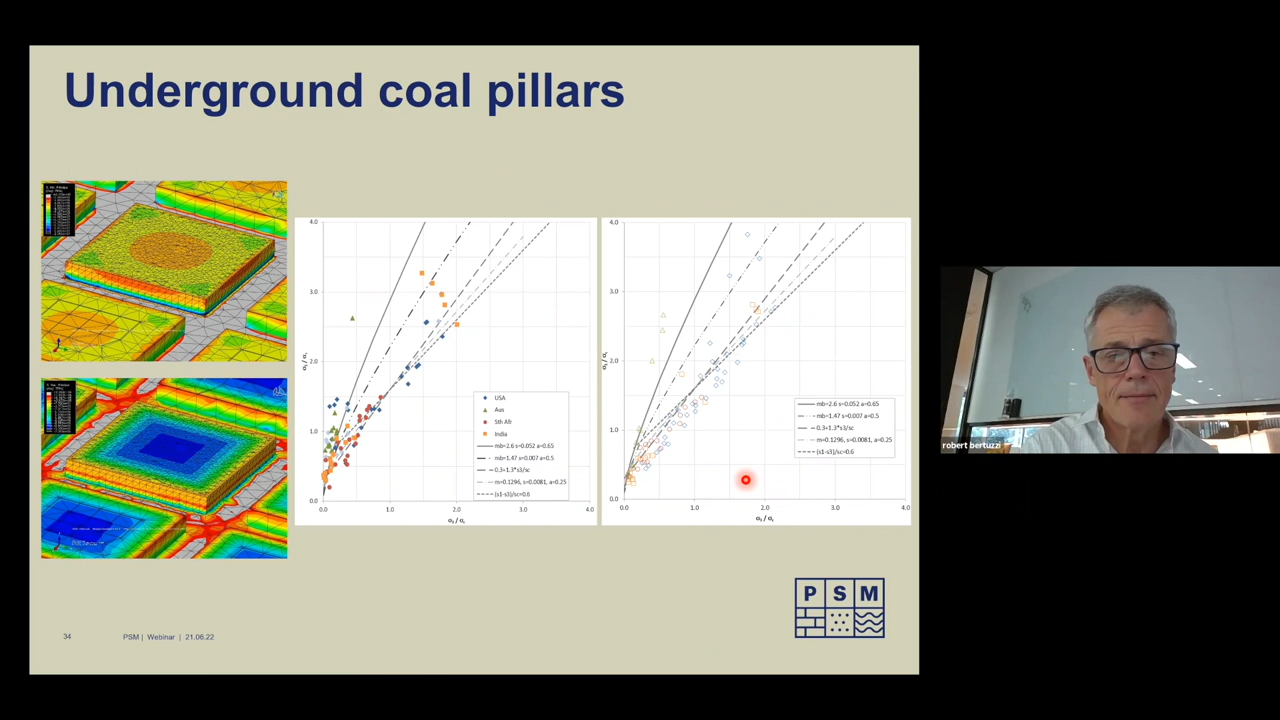 Underground coal pillars
4.0
3.0
2.0
1.0
0.0
0.0 1.0 2.0 3.0 4.0
σ₃ / σc
USA
Aus
Sth Afr
India
mb=2.6 s=0.052 a=0.65
mb=1.47 s=0.007 a=0.5
0.3+1.3*s3/sc
m=0.1296, s=0.0081, a=0.25
(s1-s3)/sc=0.6
4.0
3.0
2.0
1.0
0.0
0.0 1.0 2.0 3.0 4.0
σ₃ / σc
mb=2.6 s=0.052 a=0.65
mb=1.47 s=0.007 a=0.5
0.3+1.3*s3/sc
m=0.1296, s=0.0081, a=0.25
(s1-s3)/sc=0.6
robert bertuzzi
P S M
34 PSM | Webinar | 21.06.22